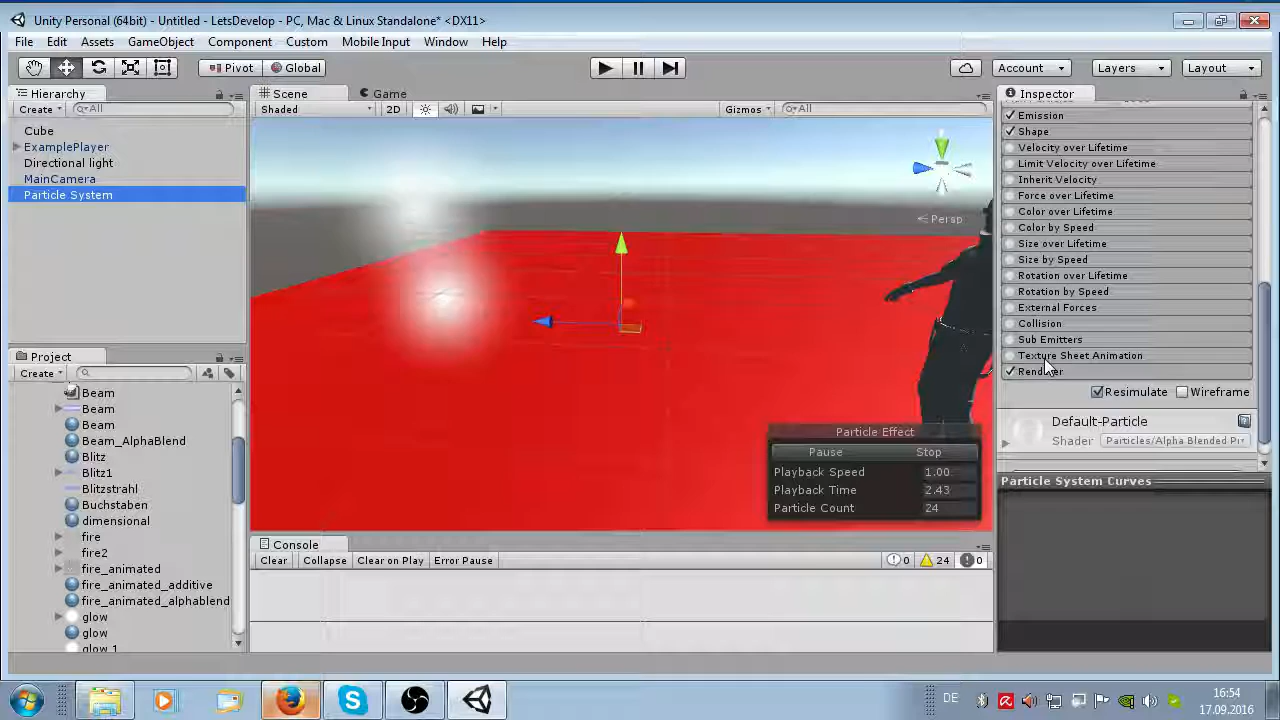 Unity Personal (64bit) - Untitled - LetsDevelop - PC, Mac & Linux Standalone* <DX11>
File Edit Assets GameObject Component Custom Mobile Input Window Help
Pivot Global Account Layers Layout
Hierarchy
Create All
Cube
ExamplePlayer
Directional light
MainCamera
Particle System
Project
Create
Beam
Beam
Beam
Beam_AlphaBlend
Blitz
Blitz1
Blitzstrahl
Buchstaben
dimensional
fire
fire2
fire_animated
fire_animated_additive
fire_animated_alphablend
glow
glow
glow 1
Scene Game
Shaded 2D Gizmos All
Persp
Particle Effect
Pause Stop
Playback Speed 1.00
Playback Time 2.43
Particle Count 24
Console
Clear Collapse Clear on Play Error Pause 0 24 0
Inspector
Emission
Shape
Velocity over Lifetime
Limit Velocity over Lifetime
Inherit Velocity
Force over Lifetime
Color over Lifetime
Color by Speed
Size over Lifetime
Size by Speed
Rotation over Lifetime
Rotation by Speed
External Forces
Collision
Sub Emitters
Texture Sheet Animation
Renderer
Resimulate Wireframe
Default-Particle
Shader Particles/Alpha Blended Pr
Particle System Curves
DE
16:54
17.09.2016